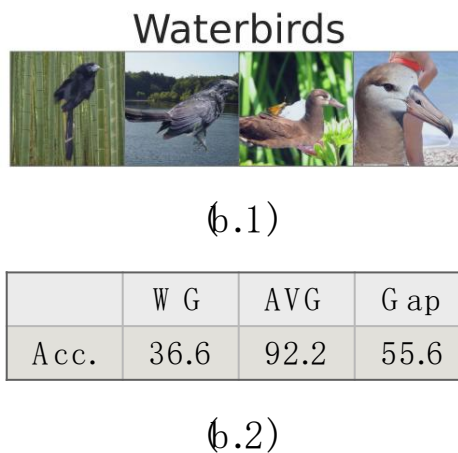 Waterbirds
(b.1)
WG AVG Gap
Acc. 36.6 92.2 55.6
(b.2)